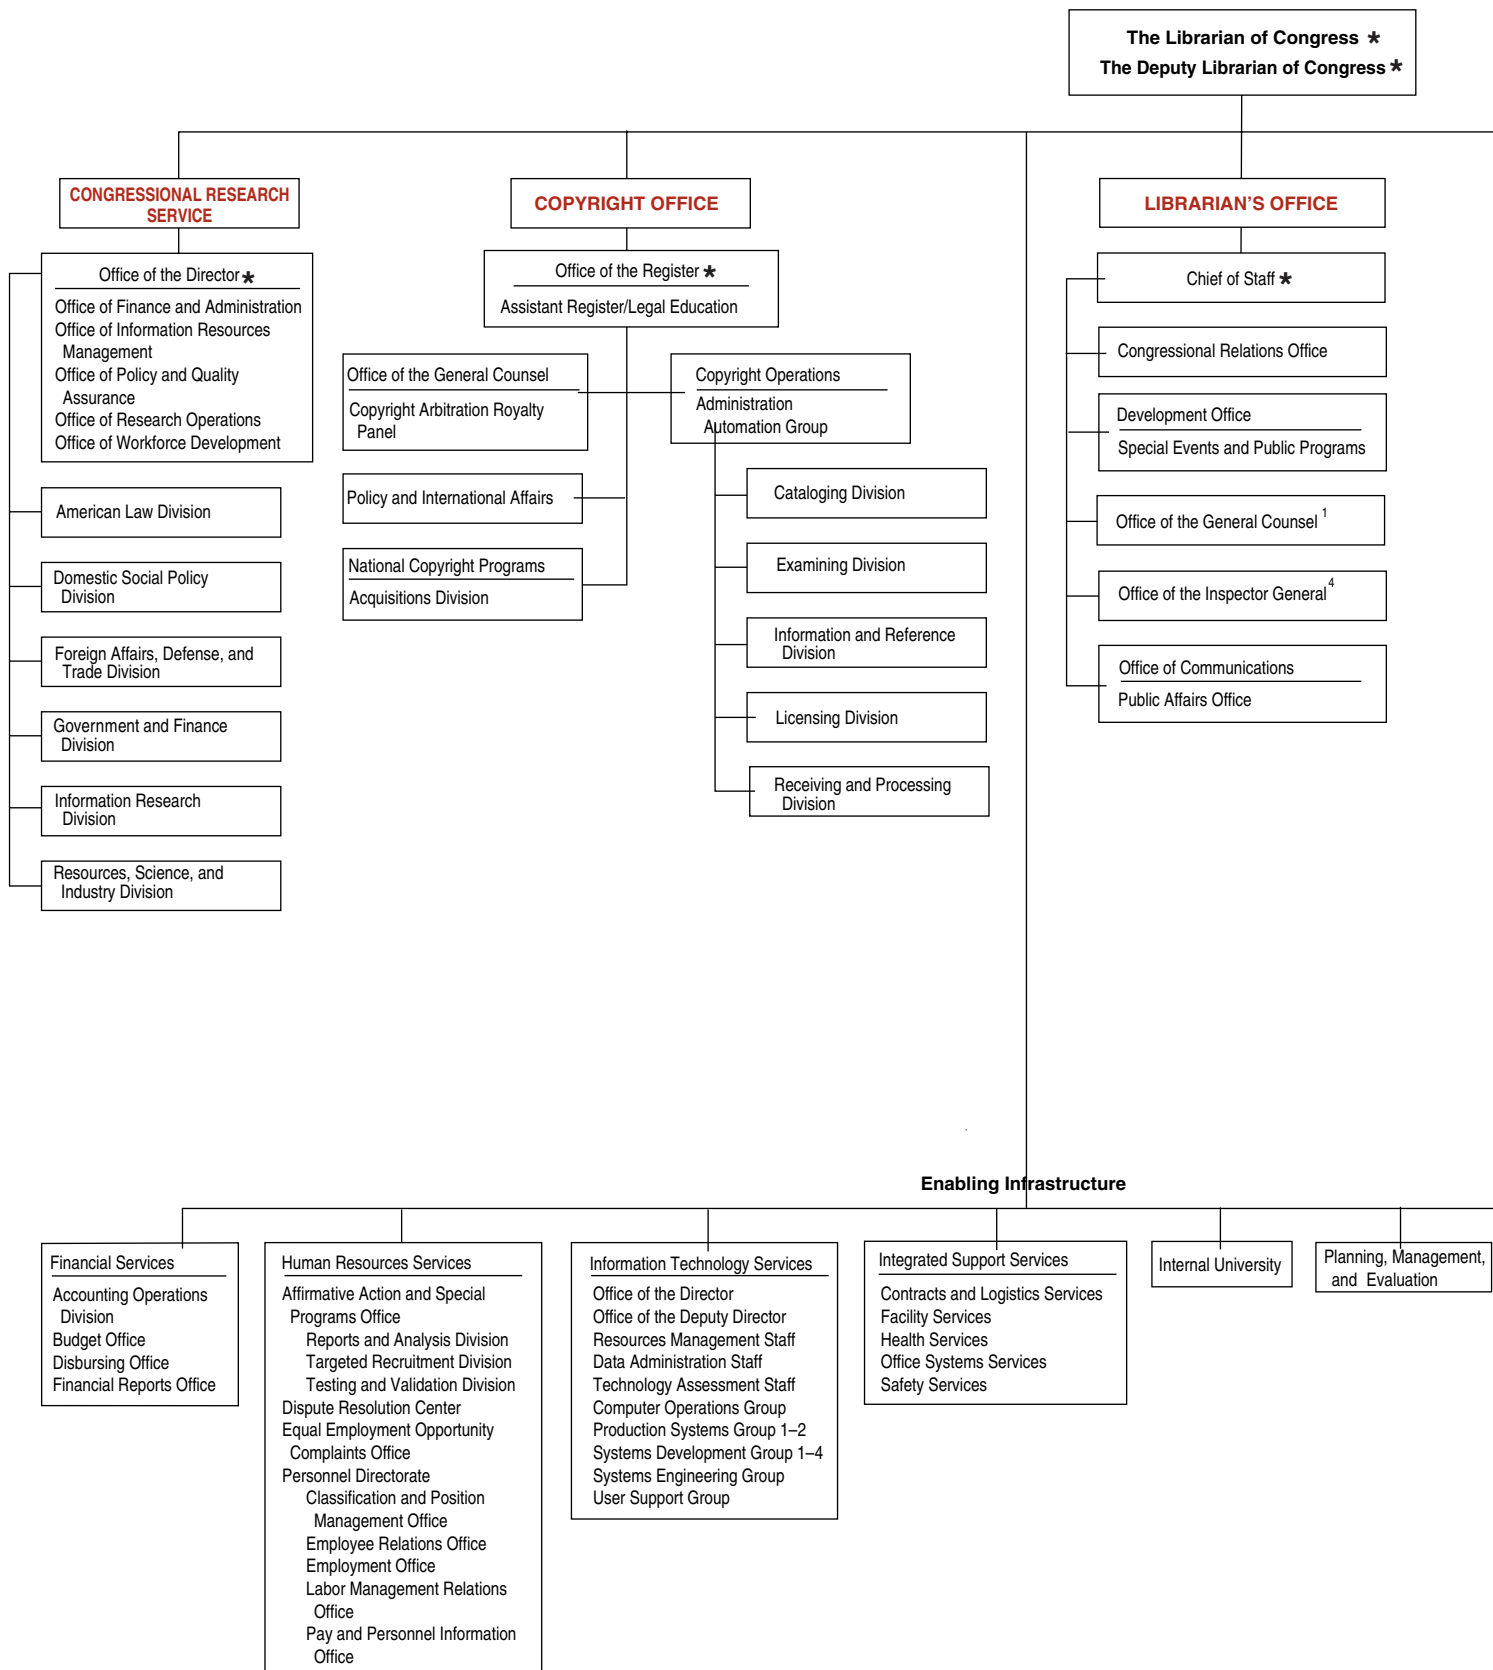 The Librarian of Congress *
The Deputy Librarian of Congress *
CONGRESSIONAL RESEARCH
SERVICE
Office of the Director *
Office of Finance and Administration
Office of Information Resources
Management
Office of Policy and Quality
Assurance
Office of Research Operations
Office of Workforce Development
American Law Division
Domestic Social Policy
Division
Foreign Affairs, Defense, and
Trade Division
Government and Finance
Division
Information Research
Division
Resources, Science, and
Industry Division
COPYRIGHT OFFICE
Office of the Register *
Assistant Register/Legal Education
Office of the General Counsel
Copyright Arbitration Royalty
Panel
Policy and International Affairs
National Copyright Programs
Acquisitions Division
Copyright Operations
Administration
Automation Group
Cataloging Division
Examining Division
Information and Reference
Division
Licensing Division
Receiving and Processing
Division
LIBRARIAN’S OFFICE
Chief of Staff *
Congressional Relations Office
Development Office
Special Events and Public Programs
Office of the General Counsel 1
Office of the Inspector General 4
Office of Communications
Public Affairs Office
Enabling Infrastructure
Financial Services
Accounting Operations
Division
Budget Office
Disbursing Office
Financial Reports Office
Human Resources Services
Affirmative Action and Special
Programs Office
Reports and Analysis Division
Targeted Recruitment Division
Testing and Validation Division
Dispute Resolution Center
Equal Employment Opportunity
Complaints Office
Personnel Directorate
Classification and Position
Management Office
Employee Relations Office
Employment Office
Labor Management Relations
Office
Pay and Personnel Information
Office
Information Technology Services
Office of the Director
Office of the Deputy Director
Resources Management Staff
Data Administration Staff
Technology Assessment Staff
Computer Operations Group
Production Systems Group 1–2
Systems Development Group 1–4
Systems Engineering Group
User Support Group
Integrated Support Services
Contracts and Logistics Services
Facility Services
Health Services
Office Systems Services
Safety Services
Internal University
Planning, Management,
and Evaluation